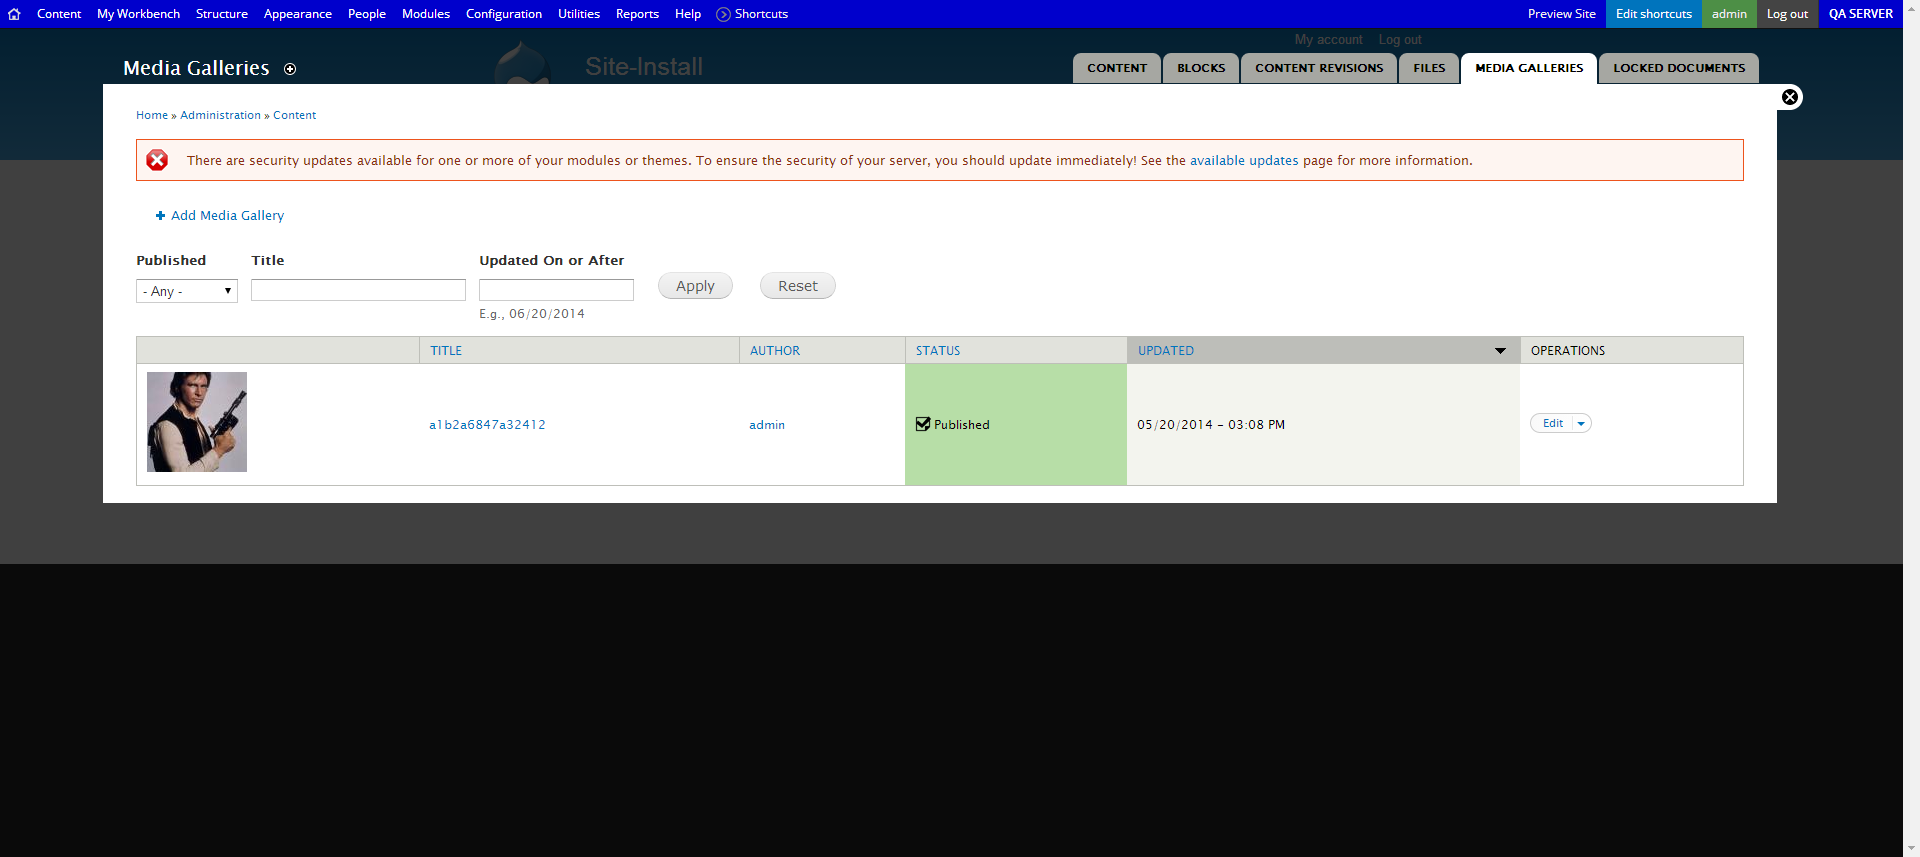 Content My Workbench Structure Appearance People Modules Configuration Utilities Reports Help Shortcuts Preview Site Edit shortcuts admin Log out QA SERVER
My account Log out
Media Galleries Site-Install CONTENT BLOCKS CONTENT REVISIONS FILES MEDIA GALLERIES LOCKED DOCUMENTS
Home » Administration » Content
There are security updates available for one or more of your modules or themes. To ensure the security of your server, you should update immediately! See the available updates page for more information.
Add Media Gallery
Published Title Updated On or After
- Any - Apply Reset
E.g., 06/20/2014
TITLE AUTHOR STATUS UPDATED OPERATIONS
a1b2a6847a32412 admin Published 05/20/2014 - 03:08 PM Edit